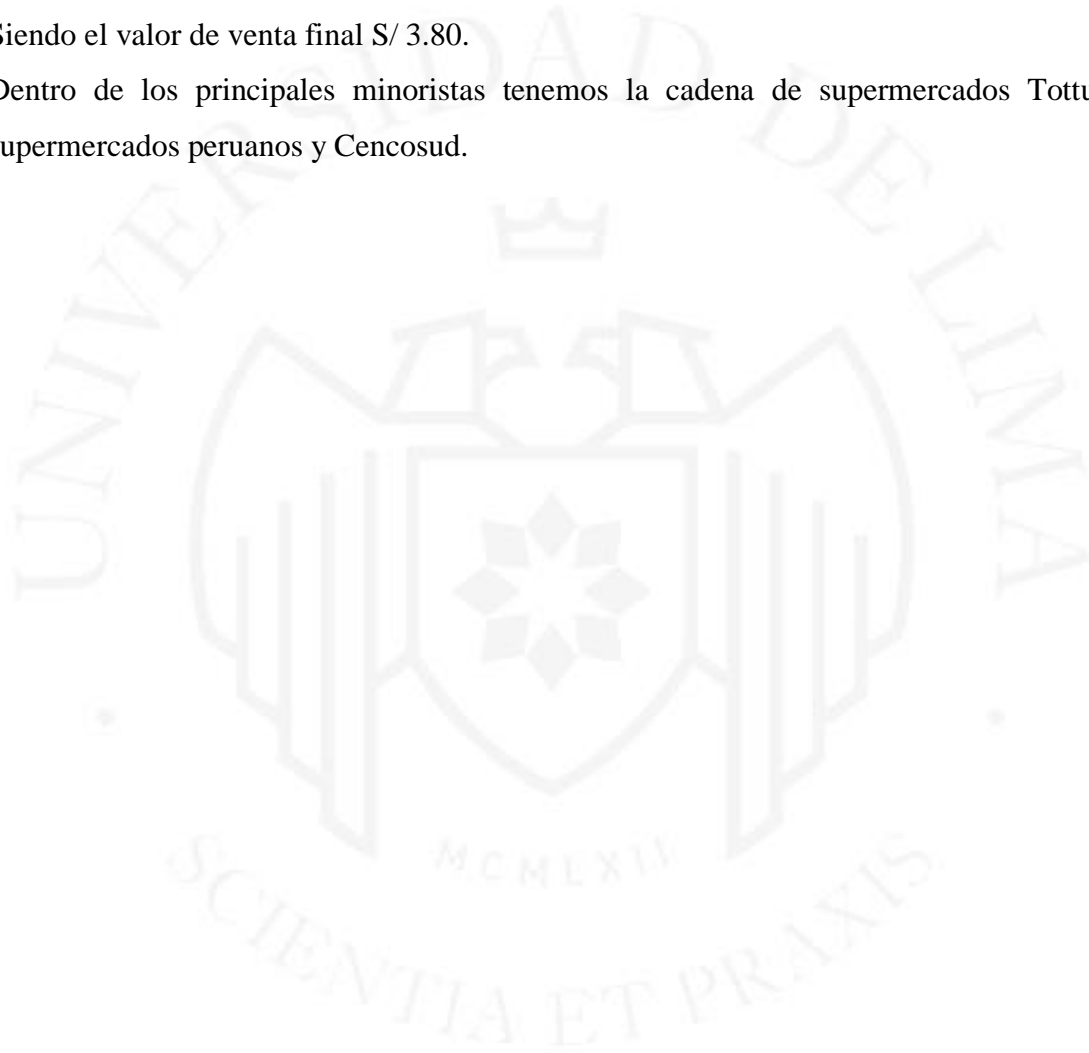 Siendo el valor de venta final S/ 3.80.
Dentro de los principales minoristas tenemos la cadena de supermercados Tottu
supermercados peruanos y Cencosud.
UNIVERSIDAD DE LIMA
MCMLXII
SCIENTIA ET PRAXIS